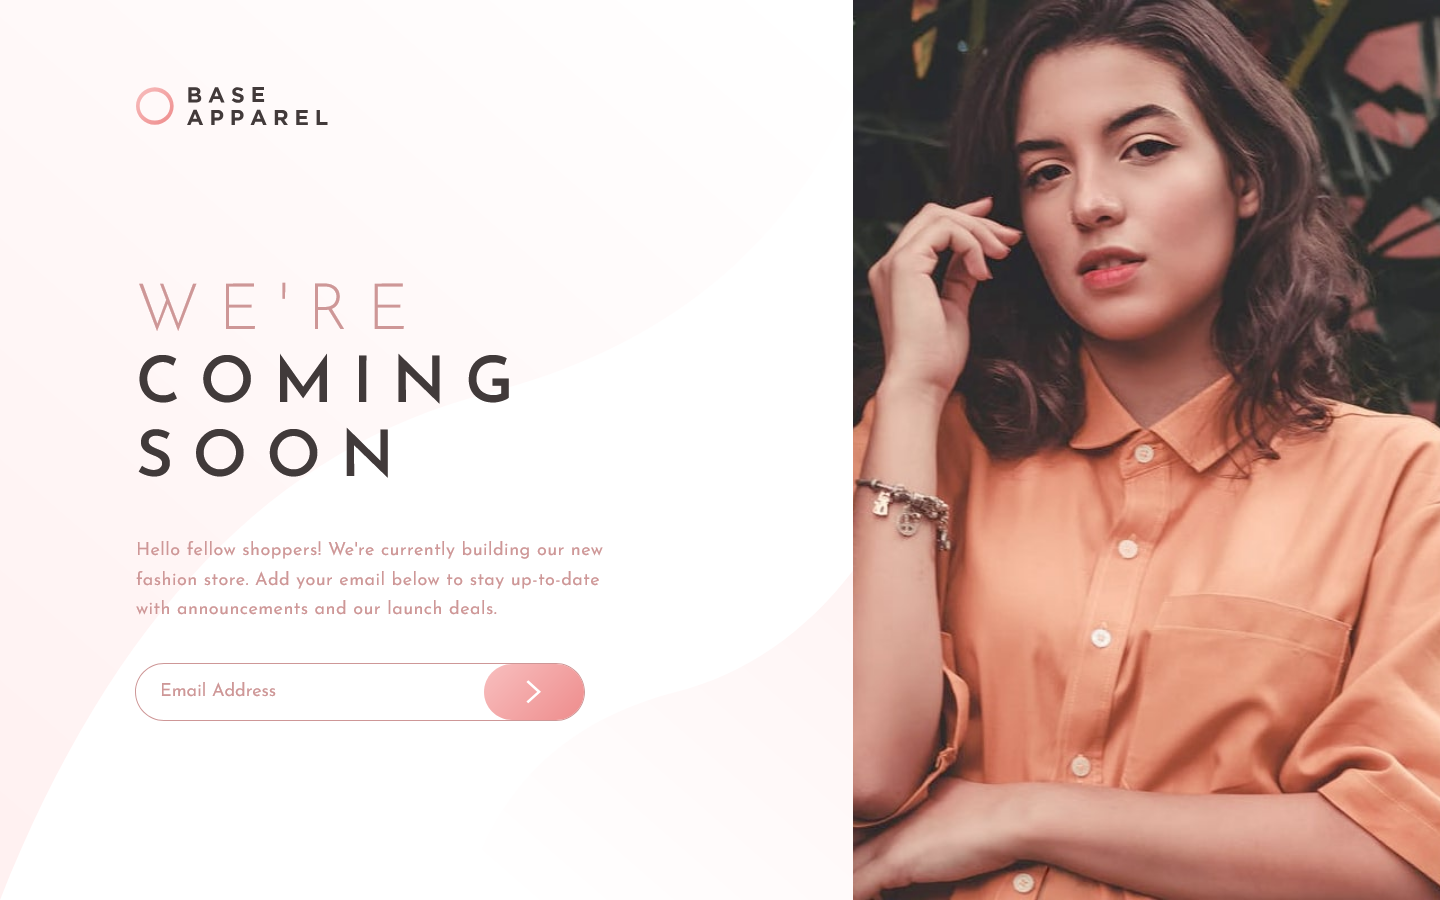 BASE
APPAREL
WE'RE
COMING
SOON
Hello fellow shoppers! We're currently building our new
fashion store. Add your email below to stay up-to-date
with announcements and our launch deals.
Email Address